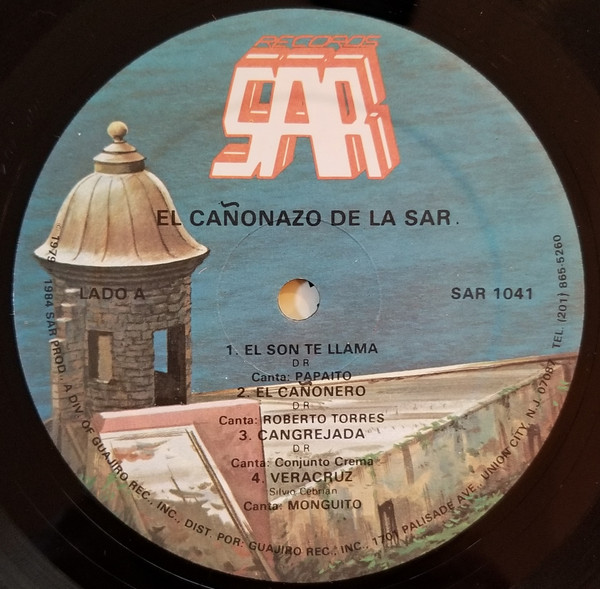 RECORDS
SAR
EL CAÑONAZO DE LA SAR.
LADO A
SAR 1041
1. EL SON TE LLAMA
D R
Canta: PAPAITO
2. EL CAÑONERO
D R
Canta: ROBERTO TORRES
3. CANGREJADA
D R
Canta: Conjunto Crema
4. VERACRUZ
Silvio Cebrian
Canta: MONGUITO
1984 SAR PROD. A DIV OF GUAJIRO REC., INC., DIST. POR: GUAJIRO REC., INC., 1701 PALISADE AVE., UNION CITY, N.J. 07087 TEL. (201) 865-5260